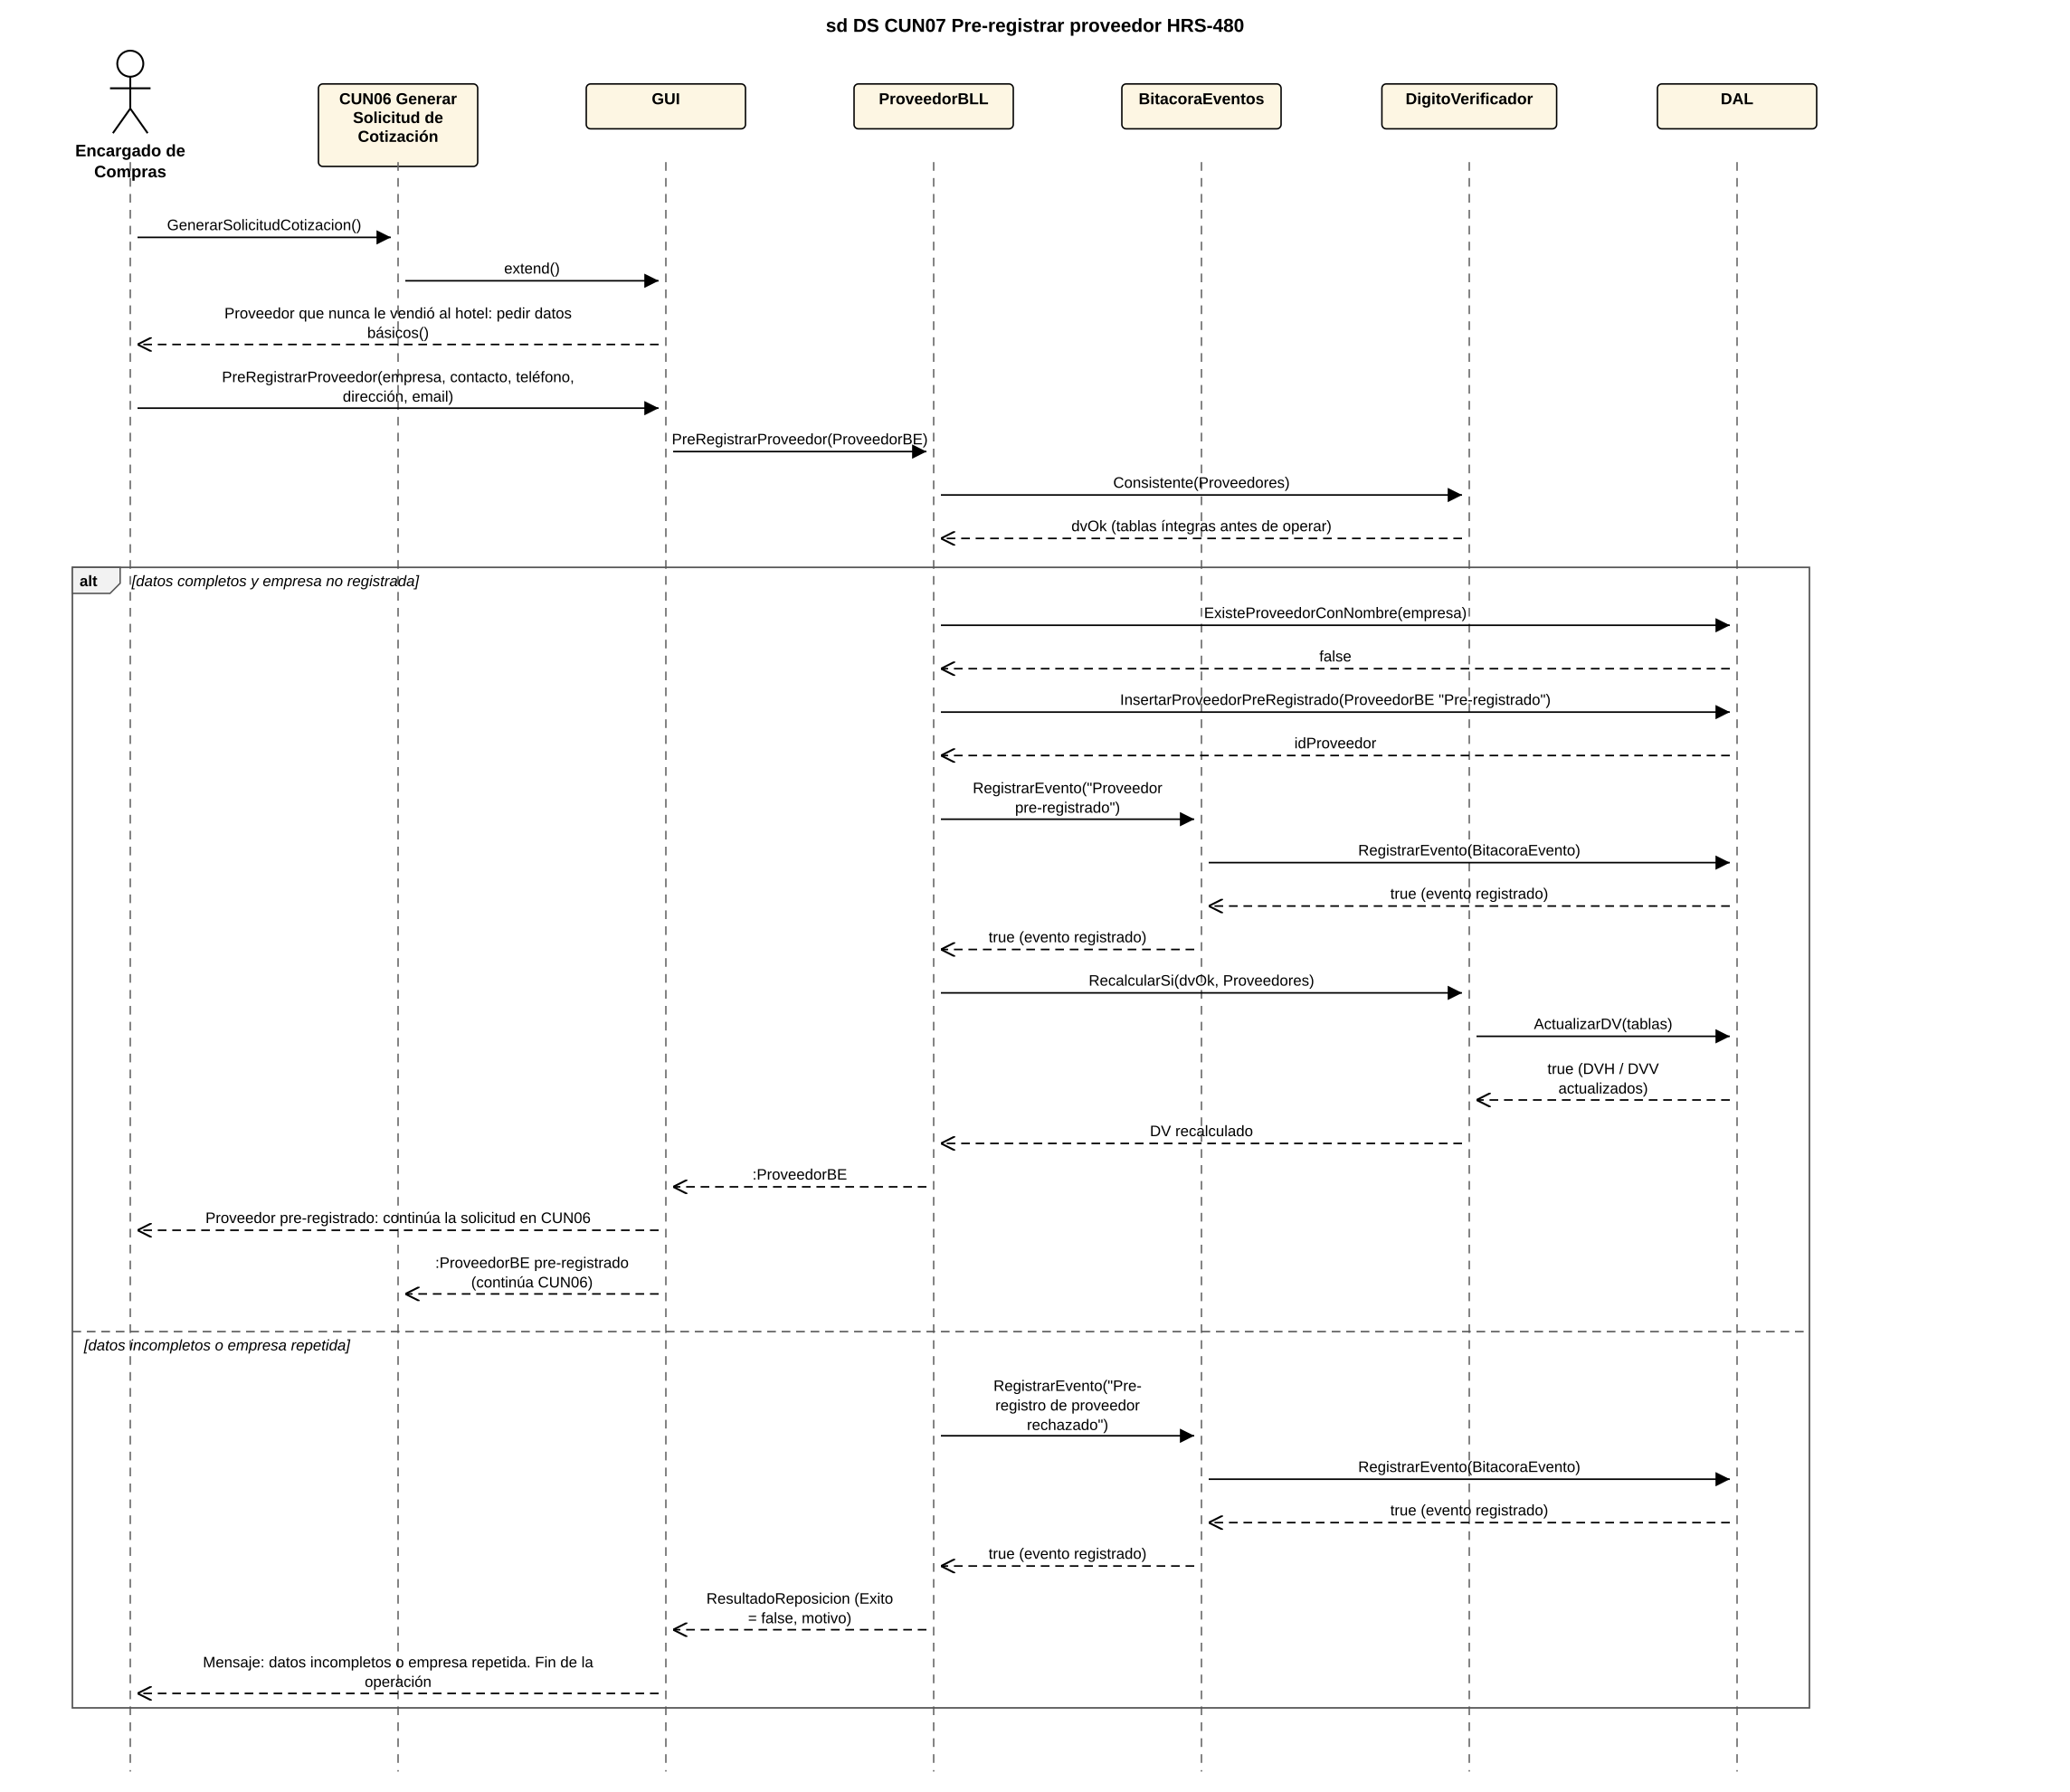 sd DS CUN07 Pre-registrar proveedor HRS-480
Encargado de
Compras
CUN06 Generar
Solicitud de
Cotización
GUI
ProveedorBLL
BitacoraEventos
DigitoVerificador
DAL
GenerarSolicitudCotizacion()
extend()
Proveedor que nunca le vendió al hotel: pedir datos
básicos()
PreRegistrarProveedor(empresa, contacto, teléfono,
dirección, email)
PreRegistrarProveedor(ProveedorBE)
Consistente(Proveedores)
dvOk (tablas íntegras antes de operar)
alt
[datos completos y empresa no registrada]
ExisteProveedorConNombre(empresa)
false
InsertarProveedorPreRegistrado(ProveedorBE "Pre-registrado")
idProveedor
RegistrarEvento("Proveedor
pre-registrado")
RegistrarEvento(BitacoraEvento)
true (evento registrado)
true (evento registrado)
RecalcularSi(dvOk, Proveedores)
ActualizarDV(tablas)
true (DVH / DVV
actualizados)
DV recalculado
:ProveedorBE
Proveedor pre-registrado: continúa la solicitud en CUN06
:ProveedorBE pre-registrado
(continúa CUN06)
[datos incompletos o empresa repetida]
RegistrarEvento("Pre-
registro de proveedor
rechazado")
RegistrarEvento(BitacoraEvento)
true (evento registrado)
true (evento registrado)
ResultadoReposicion (Exito
= false, motivo)
Mensaje: datos incompletos o empresa repetida. Fin de la
operación